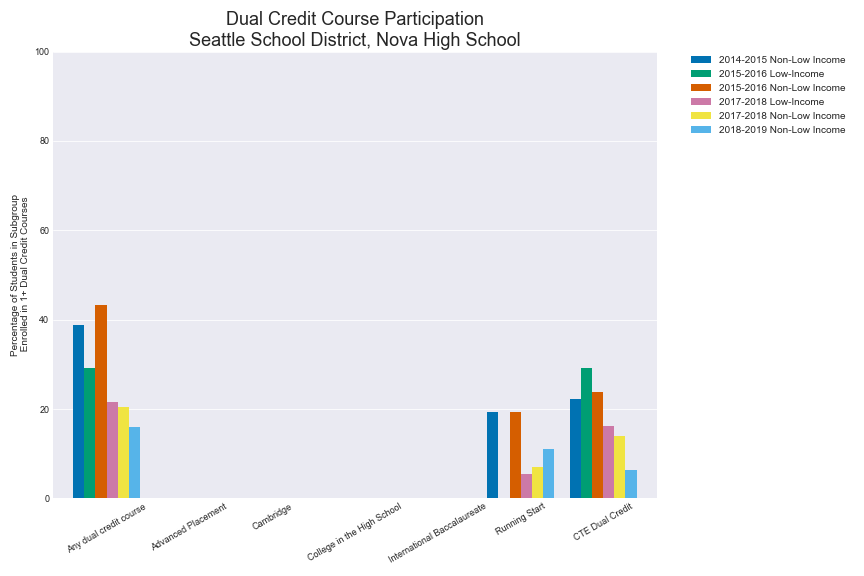 Dual Credit Course Participation
Seattle School District, Nova High School
Percentage of Students in Subgroup
Enrolled in 1+ Dual Credit Courses
100
80
60
40
20
0
Any dual credit course
Advanced Placement
Cambridge
College in the High School
International Baccalaureate
Running Start
CTE Dual Credit
2014-2015 Non-Low Income
2015-2016 Low-Income
2015-2016 Non-Low Income
2017-2018 Low-Income
2017-2018 Non-Low Income
2018-2019 Non-Low Income